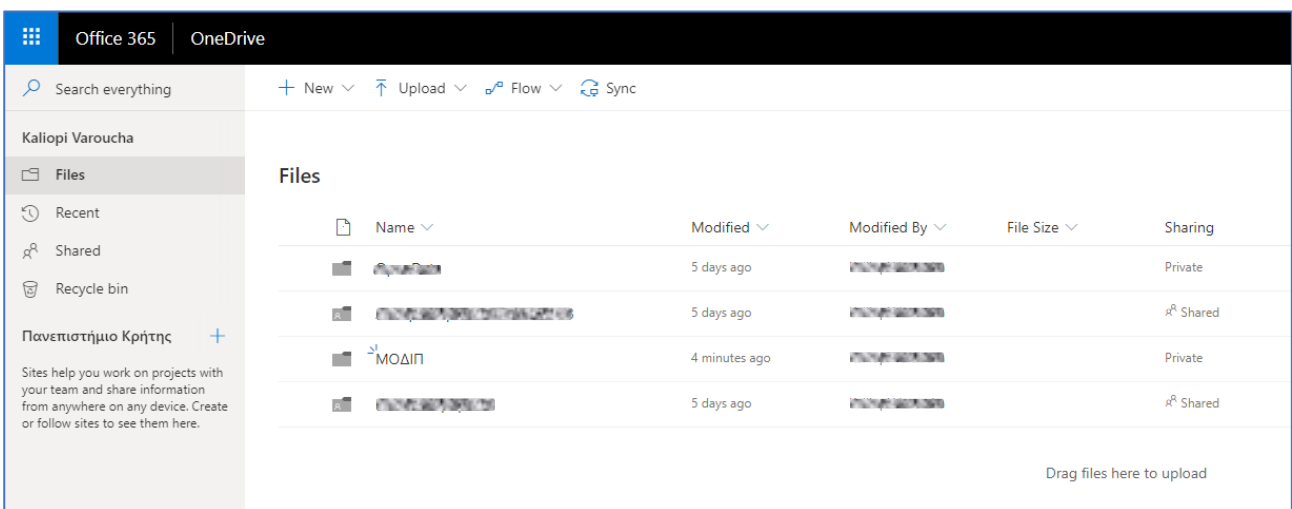 Office 365 OneDrive
Search everything
+ New Upload Flow Sync
Kaliopi Varoucha
Files
Recent
Shared
Recycle bin
Πανεπιστήμιο Κρήτης +
Sites help you work on projects with
your team and share information
from anywhere on any device. Create
or follow sites to see them here.
Files
Name Modified Modified By File Size Sharing
5 days ago Private
5 days ago Shared
ΜΟΔΙΠ 4 minutes ago Private
5 days ago Shared
Drag files here to upload